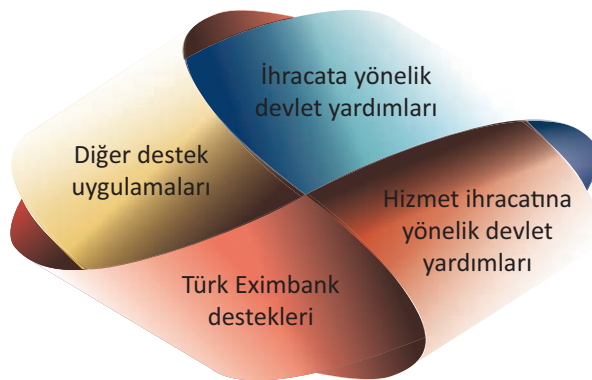 İhracata yönelik
devlet yardımları
Diğer destek
uygulamaları
Hizmet ihracatına
yönelik devlet
yardımları
Türk Eximbank
destekleri